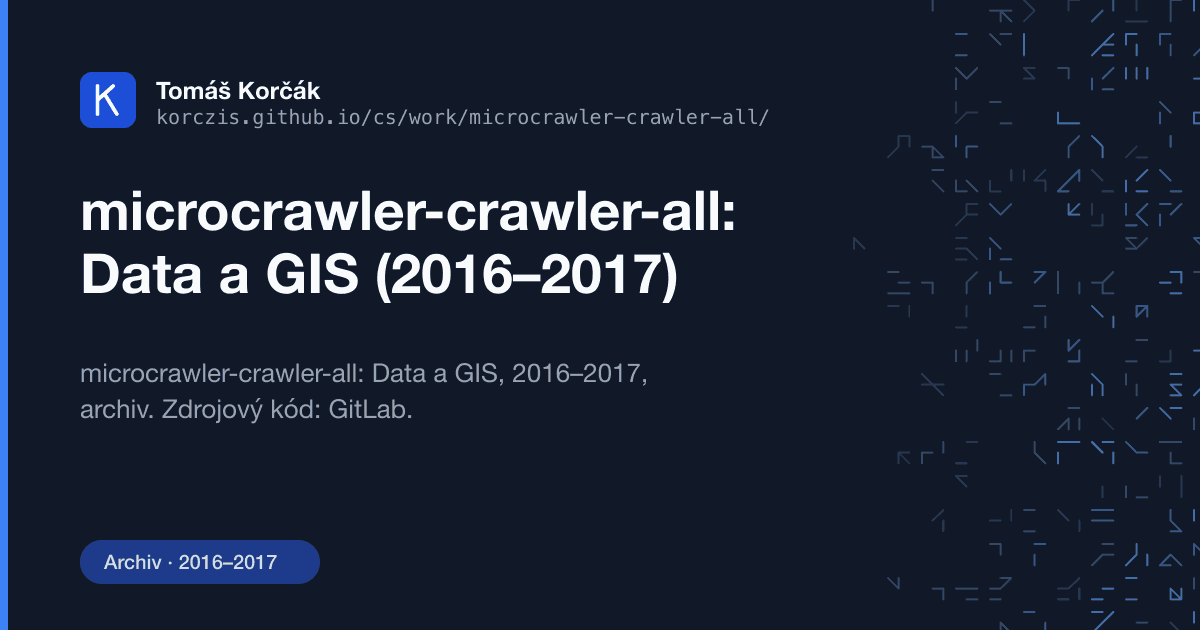 K
Tomáš Korčák
korczis.github.io/cs/work/microcrawler-crawler-all/
microcrawler-crawler-all:
Data a GIS (2016–2017)
microcrawler-crawler-all: Data a GIS, 2016–2017,
archiv. Zdrojový kód: GitLab.
Archiv · 2016–2017